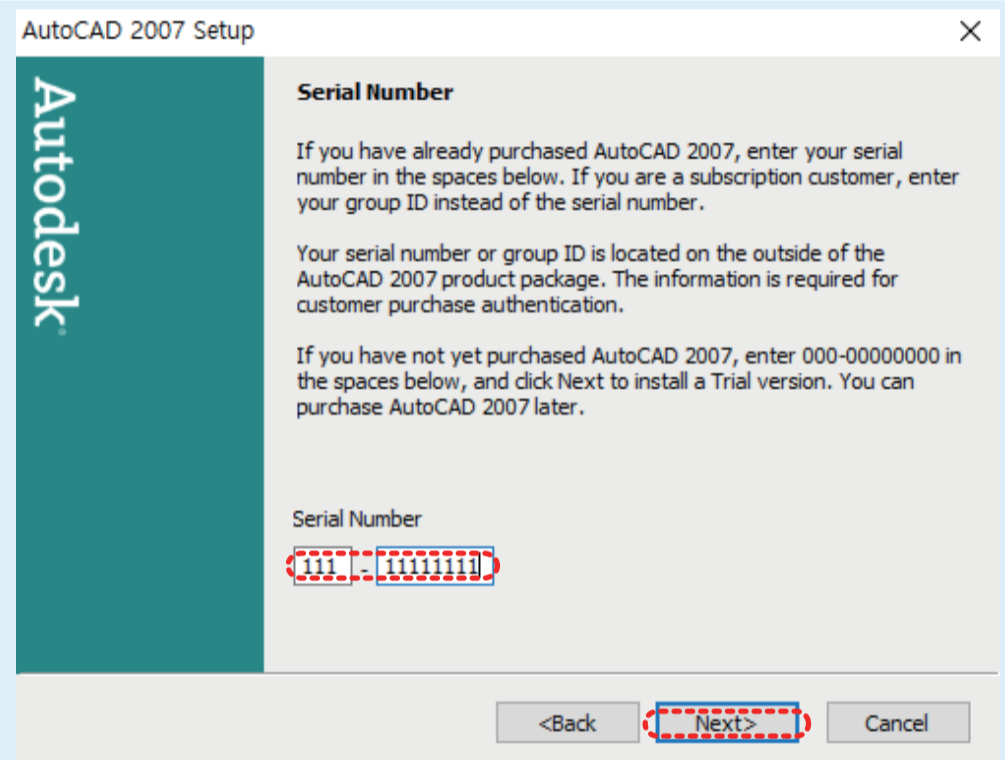 AutoCAD 2007 Setup
Autodesk
Serial Number
If you have already purchased AutoCAD 2007, enter your serial
number in the spaces below. If you are a subscription customer, enter
your group ID instead of the serial number.
Your serial number or group ID is located on the outside of the
AutoCAD 2007 product package. The information is required for
customer purchase authentication.
If you have not yet purchased AutoCAD 2007, enter 000-00000000 in
the spaces below, and click Next to install a Trial version. You can
purchase AutoCAD 2007 later.
Serial Number
111 - 11111111
<Back Next> Cancel